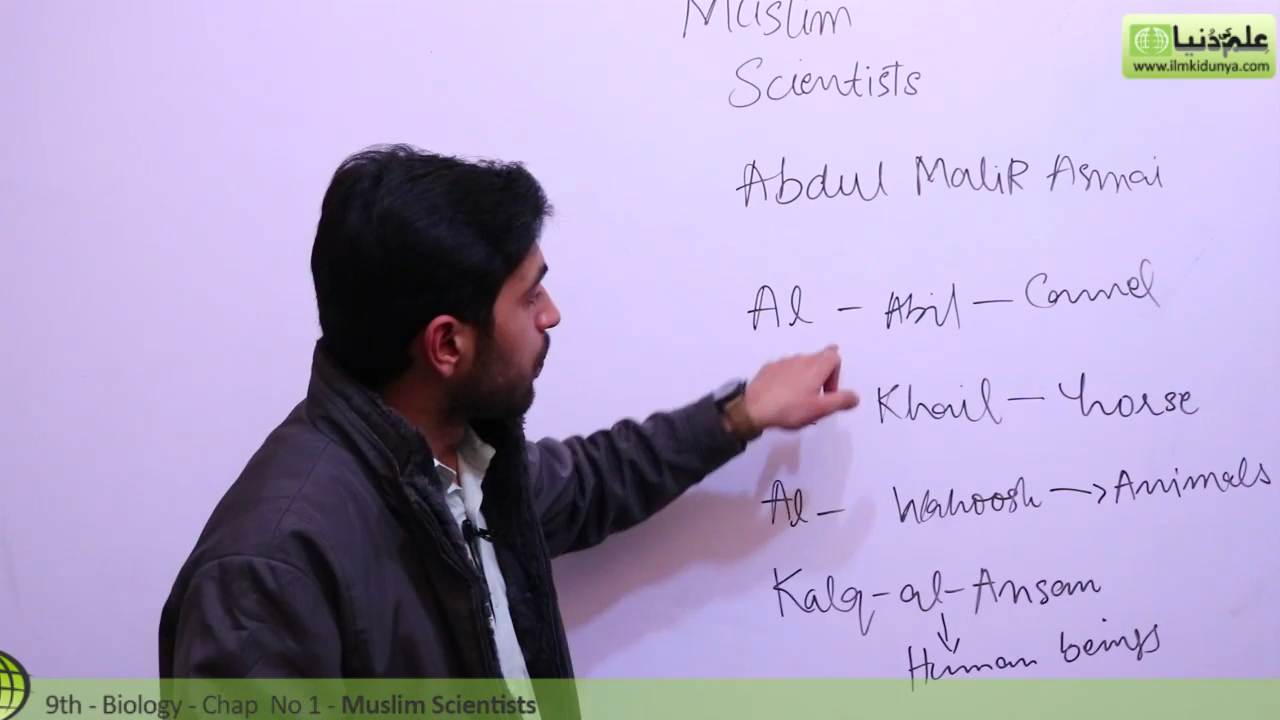 Muslim
Scientists
Abdul Malik Asmai
Al - Abil - Camel
Khail - horse
Al - Wahoosh → Animals
Kalq-al-Ansan
Human beings
علم کی دُنیا
www.ilmkidunya.com
9th - Biology - Chap No 1 - Muslim Scientists